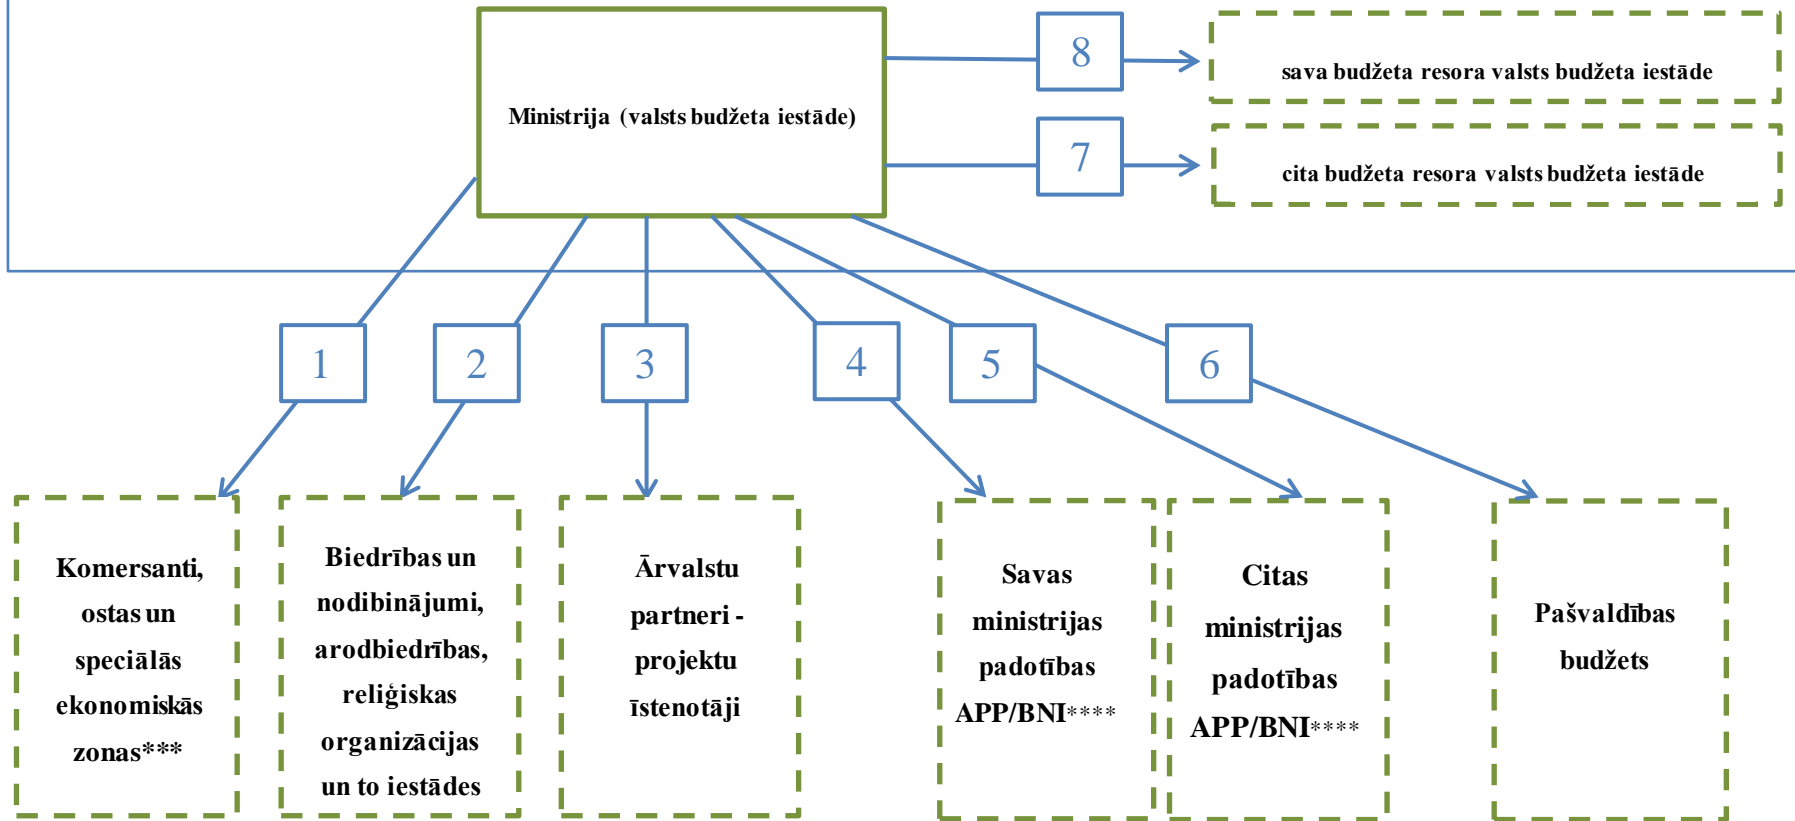 8
sava budžeta resora valsts budžeta iestāde
Ministrija (valsts budžeta iestāde)
7
cita budžeta resora valsts budžeta iestāde
1
2
3
4
5
6
Komersanti,
ostas un
speciālās
ekonomiskās
zonas***
Biedrības un
nodibinājumi,
arodbiedrības,
reliģiskas
organizācijas
un to iestādes
Ārvalstu
partneri -
projektu
īstenotāji
Savas
ministrijas
padotības
APP/BNI****
Citas
ministrijas
padotības
APP/BNI****
Pašvaldības
budžets